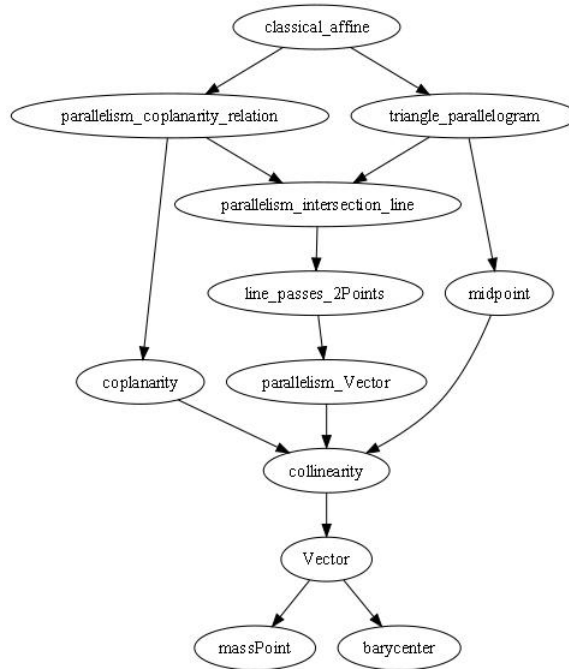 classical_affine
parallelism_coplanarity_relation
triangle_parallelogram
parallelism_intersection_line
line_passes_2Points
midpoint
coplanarity
parallelism_Vector
collinearity
Vector
massPoint
barycenter